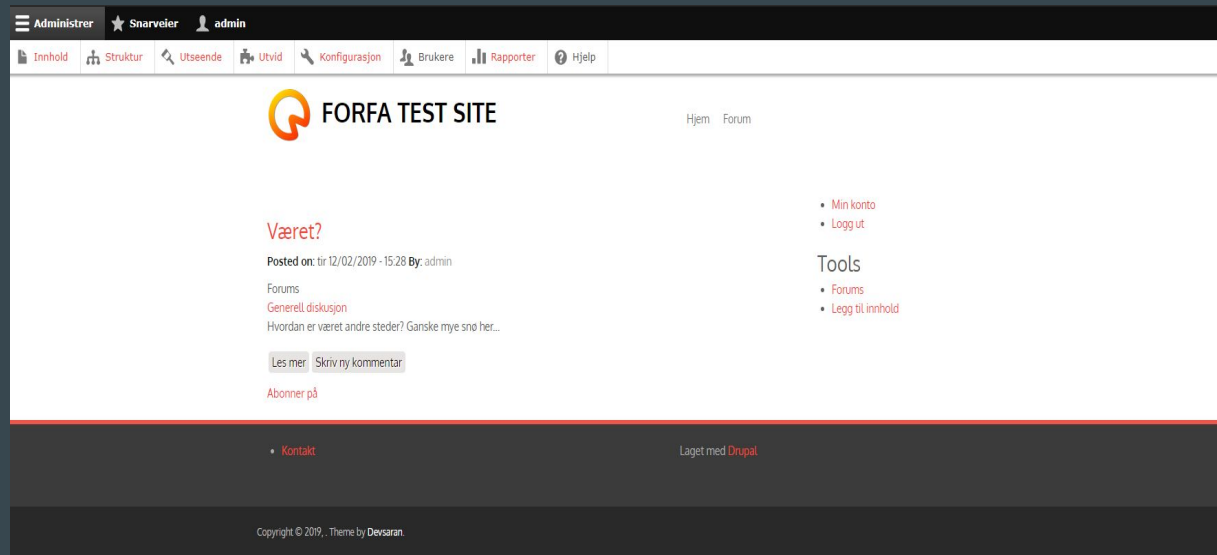 Administrer Snarveier admin
Innhold Struktur Utseende Utvid Konfigurasjon Brukere Rapporter Hjelp
FORFA TEST SITE
Hjem Forum
Min konto
Logg ut
Været?
Posted on: tir 12/02/2019 - 15:28 By: admin
Forums
Generell diskusjon
Hvordan er været andre steder? Ganske mye snø her...
Les mer Skriv ny kommentar
Abonner på
Tools
Forums
Legg til innhold
Kontakt
Laget med Drupal
Copyright © 2019, . Theme by Devsaran.